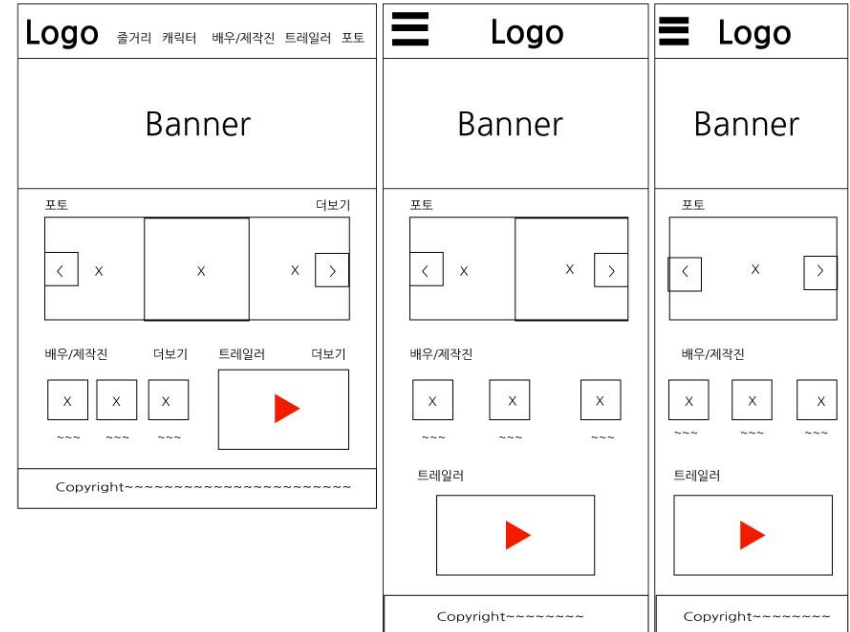 Logo 줄거리 캐릭터 배우/제작진 트레일러 포토
Banner
포토 더보기
< X X X >
배우/제작진 더보기 트레일러 더보기
X X X
~~~ ~~~ ~~~
Copyright~~~~~~~~~~~~~~~~~~~~~~~
Logo
Banner
포토
< X X >
배우/제작진
X X X
~~~ ~~~ ~~~
트레일러
Copyright~~~~~~~~
Logo
Banner
포토
< X >
배우/제작진
X X X
~~~ ~~~ ~~~
트레일러
Copyright~~~~~~~~